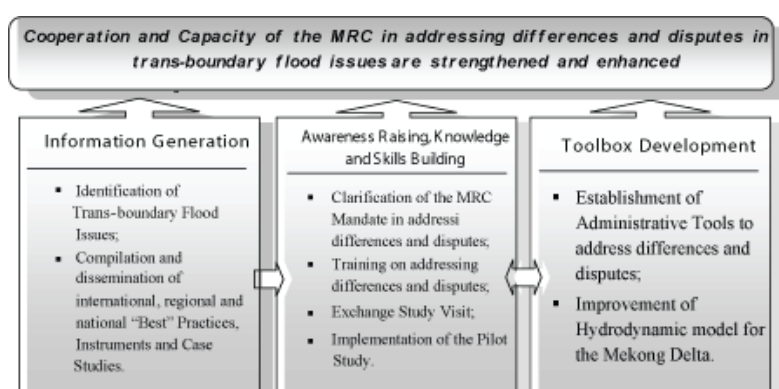 Cooperation and Capacity of the MRC in addressing differences and disputes in
trans-boundary flood issues are strengthened and enhanced
Information Generation
▪ Identification of
Trans-boundary Flood
Issues;
▪ Compilation and
dissemination of
international, regional and
national “Best” Practices,
Instruments and Case
Studies.
Awareness Raising, Knowledge
and Skills Building
▪ Clarification of the MRC
Mandate in addressi
differences and disputes;
▪ Training on addressing
differences and disputes;
▪ Exchange Study Visit;
▪ Implementation of the Pilot
Study.
Toolbox Development
▪ Establishment of
Administrative Tools to
address differences and
disputes;
▪ Improvement of
Hydrodynamic model for
the Mekong Delta.